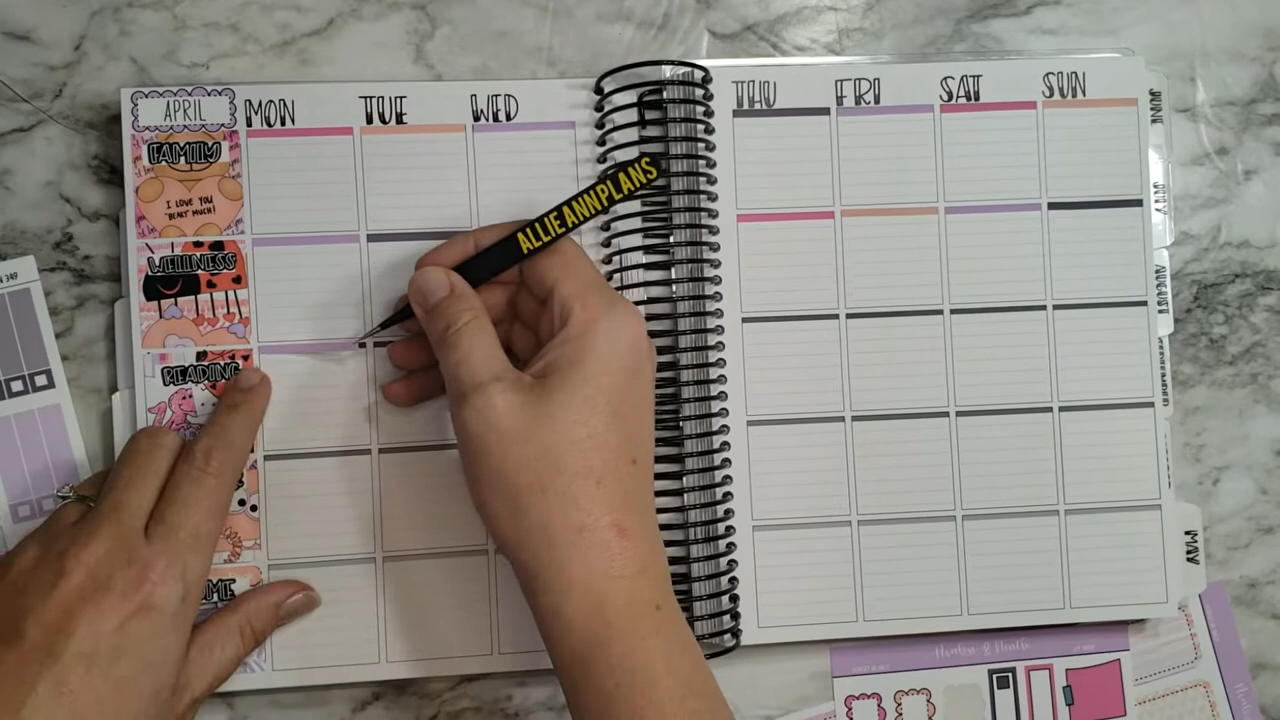 APRIL
MON
TUE
WED
THU
FRI
SAT
SUN
FAMILY
I LOVE YOU
"BEARY" MUCH!
WELLNESS
READING
ALLIEANNPLANS
JUNE
JULY
AUGUST
MAY